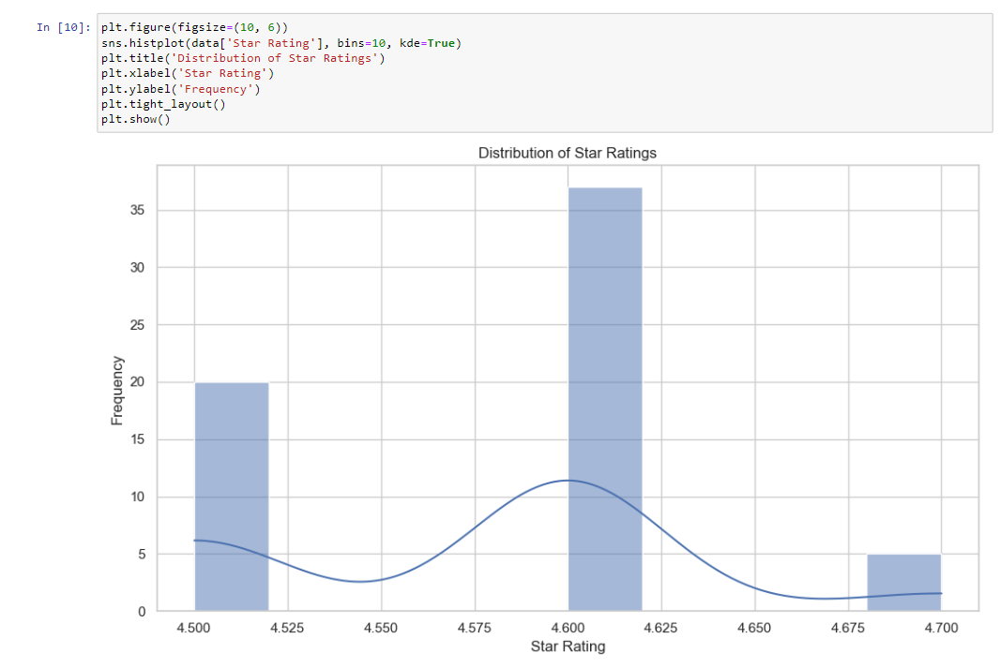 In [10]: plt.figure(figsize=(10, 6))
sns.histplot(data['Star Rating'], bins=10, kde=True)
plt.title('Distribution of Star Ratings')
plt.xlabel('Star Rating')
plt.ylabel('Frequency')
plt.tight_layout()
plt.show()
Distribution of Star Ratings
Frequency
35
30
25
20
15
10
5
0
4.500 4.525 4.550 4.575 4.600 4.625 4.650 4.675 4.700
Star Rating